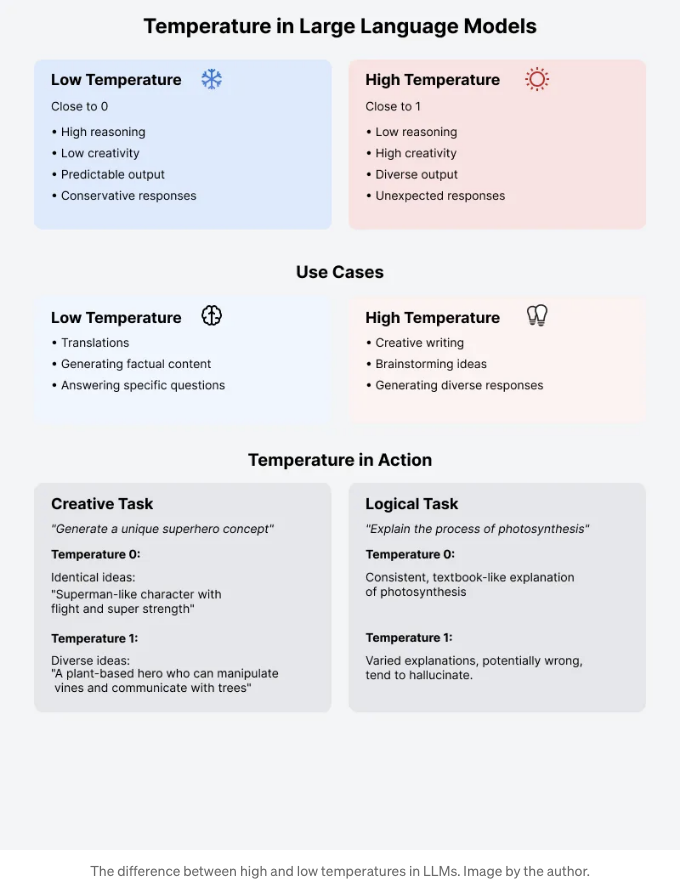 Temperature in Large Language Models
Low Temperature
Close to 0
• High reasoning
• Low creativity
• Predictable output
• Conservative responses
High Temperature
Close to 1
• Low reasoning
• High creativity
• Diverse output
• Unexpected responses
Use Cases
Low Temperature
• Translations
• Generating factual content
• Answering specific questions
High Temperature
• Creative writing
• Brainstorming ideas
• Generating diverse responses
Temperature in Action
Creative Task
"Generate a unique superhero concept"
Temperature 0:
Identical ideas:
"Superman-like character with
flight and super strength"
Temperature 1:
Diverse ideas:
"A plant-based hero who can manipulate
vines and communicate with trees"
Logical Task
"Explain the process of photosynthesis"
Temperature 0:
Consistent, textbook-like explanation
of photosynthesis
Temperature 1:
Varied explanations, potentially wrong,
tend to hallucinate.
The difference between high and low temperatures in LLMs. Image by the author.